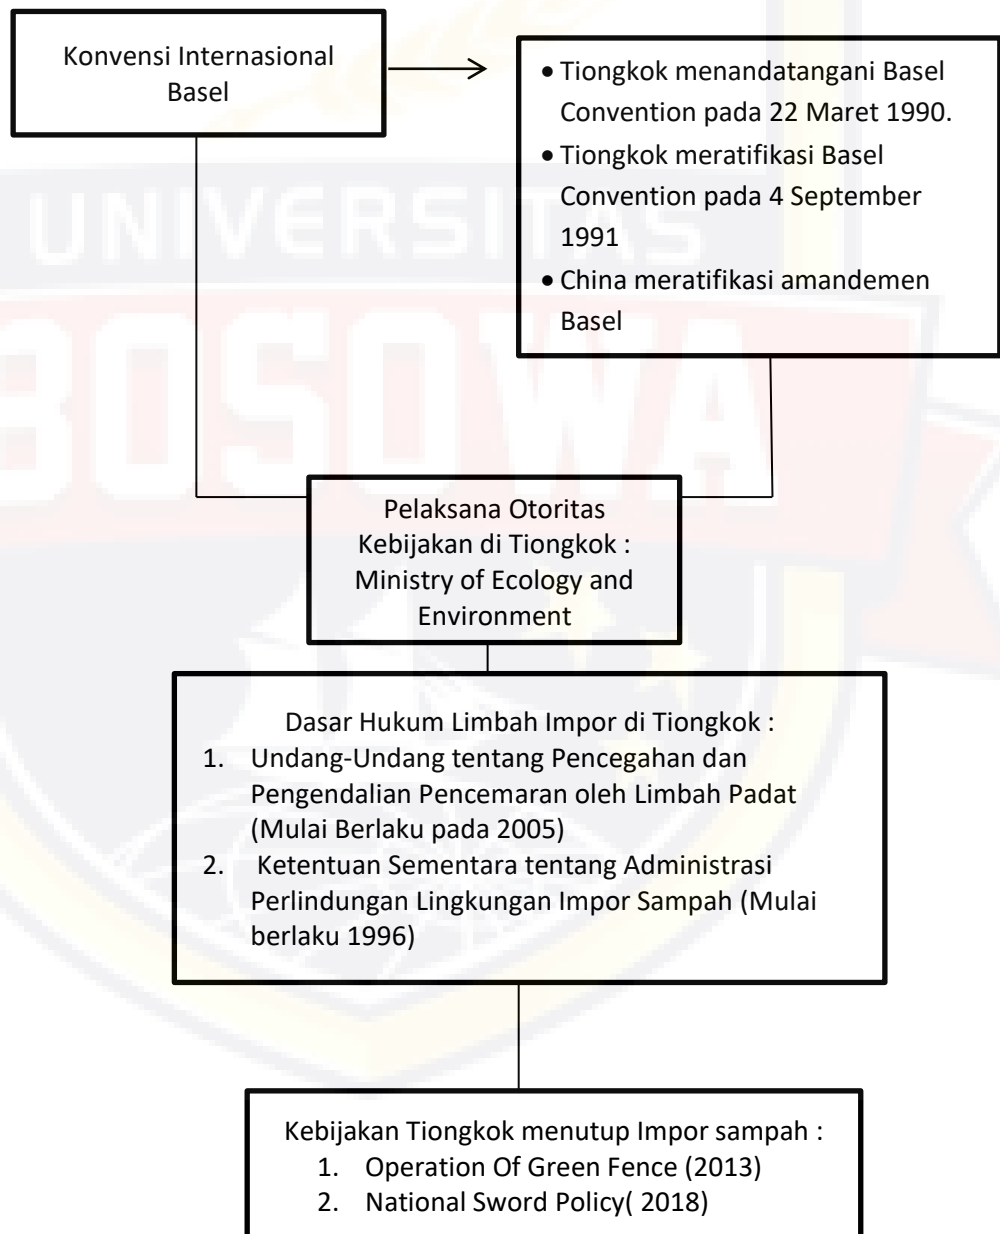 Konvensi Internasional
Basel
• Tiongkok menandatangani Basel
Convention pada 22 Maret 1990.
• Tiongkok meratifikasi Basel
Convention pada 4 September
1991
• China meratifikasi amandemen
Basel
UNIVERSITAS
BOSOWA
Pelaksana Otoritas
Kebijakan di Tiongkok :
Ministry of Ecology and
Environment
Dasar Hukum Limbah Impor di Tiongkok :
1. Undang-Undang tentang Pencegahan dan
Pengendalian Pencemaran oleh Limbah Padat
(Mulai Berlaku pada 2005)
2. Ketentuan Sementara tentang Administrasi
Perlindungan Lingkungan Impor Sampah (Mulai
berlaku 1996)
Kebijakan Tiongkok menutup Impor sampah :
1. Operation Of Green Fence (2013)
2. National Sword Policy( 2018)